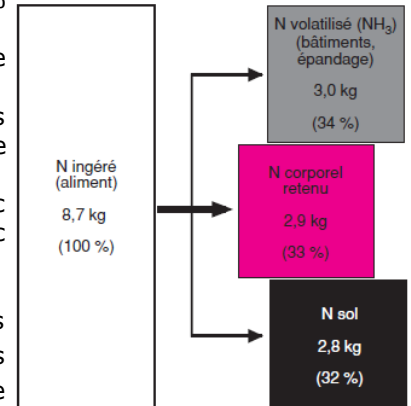 N ingéré
(aliment)
8,7 kg
(100 %)
N volatilisé (NH₃)
(bâtiments,
épandage)
3,0 kg
(34 %)
N corporel
retenu
2,9 kg
(33 %)
N sol
2,8 kg
(32 %)